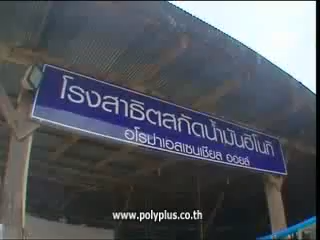 โรงสาธิตสกัดน้ำมันฮิโนกิ
อโรปาเอสเซนเชียล ออยล์
www.polyplus.co.th